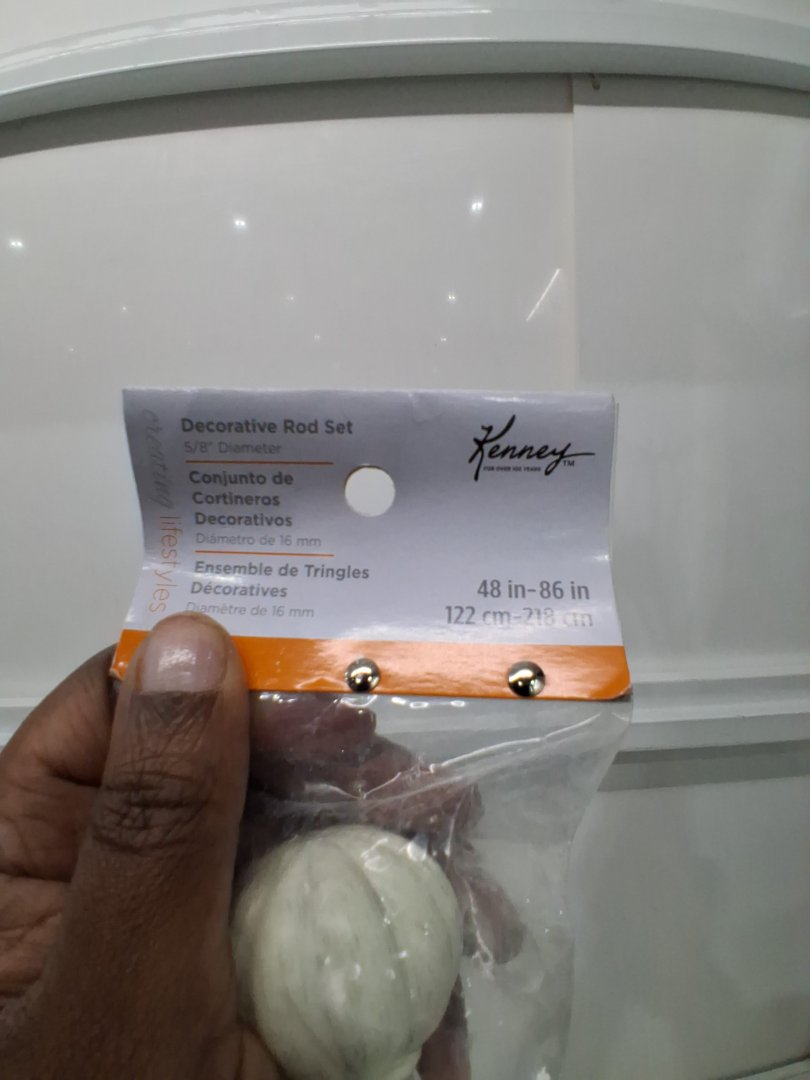 creating lifestyles
Decorative Rod Set
5/8" Diameter
Conjunto de
Cortineros
Decorativos
Diámetro de 16 mm
Ensemble de Tringles
Décoratives
Diamètre de 16 mm
Kenney™
FOR OVER 100 YEARS
48 in-86 in
122 cm-218 cm